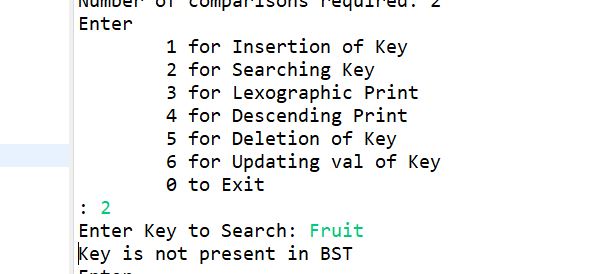 Number of comparisons required: 2
Enter
1 for Insertion of Key
2 for Searching Key
3 for Lexographic Print
4 for Descending Print
5 for Deletion of Key
6 for Updating val of Key
0 to Exit
: 2
Enter Key to Search: Fruit
Key is not present in BST
Enter